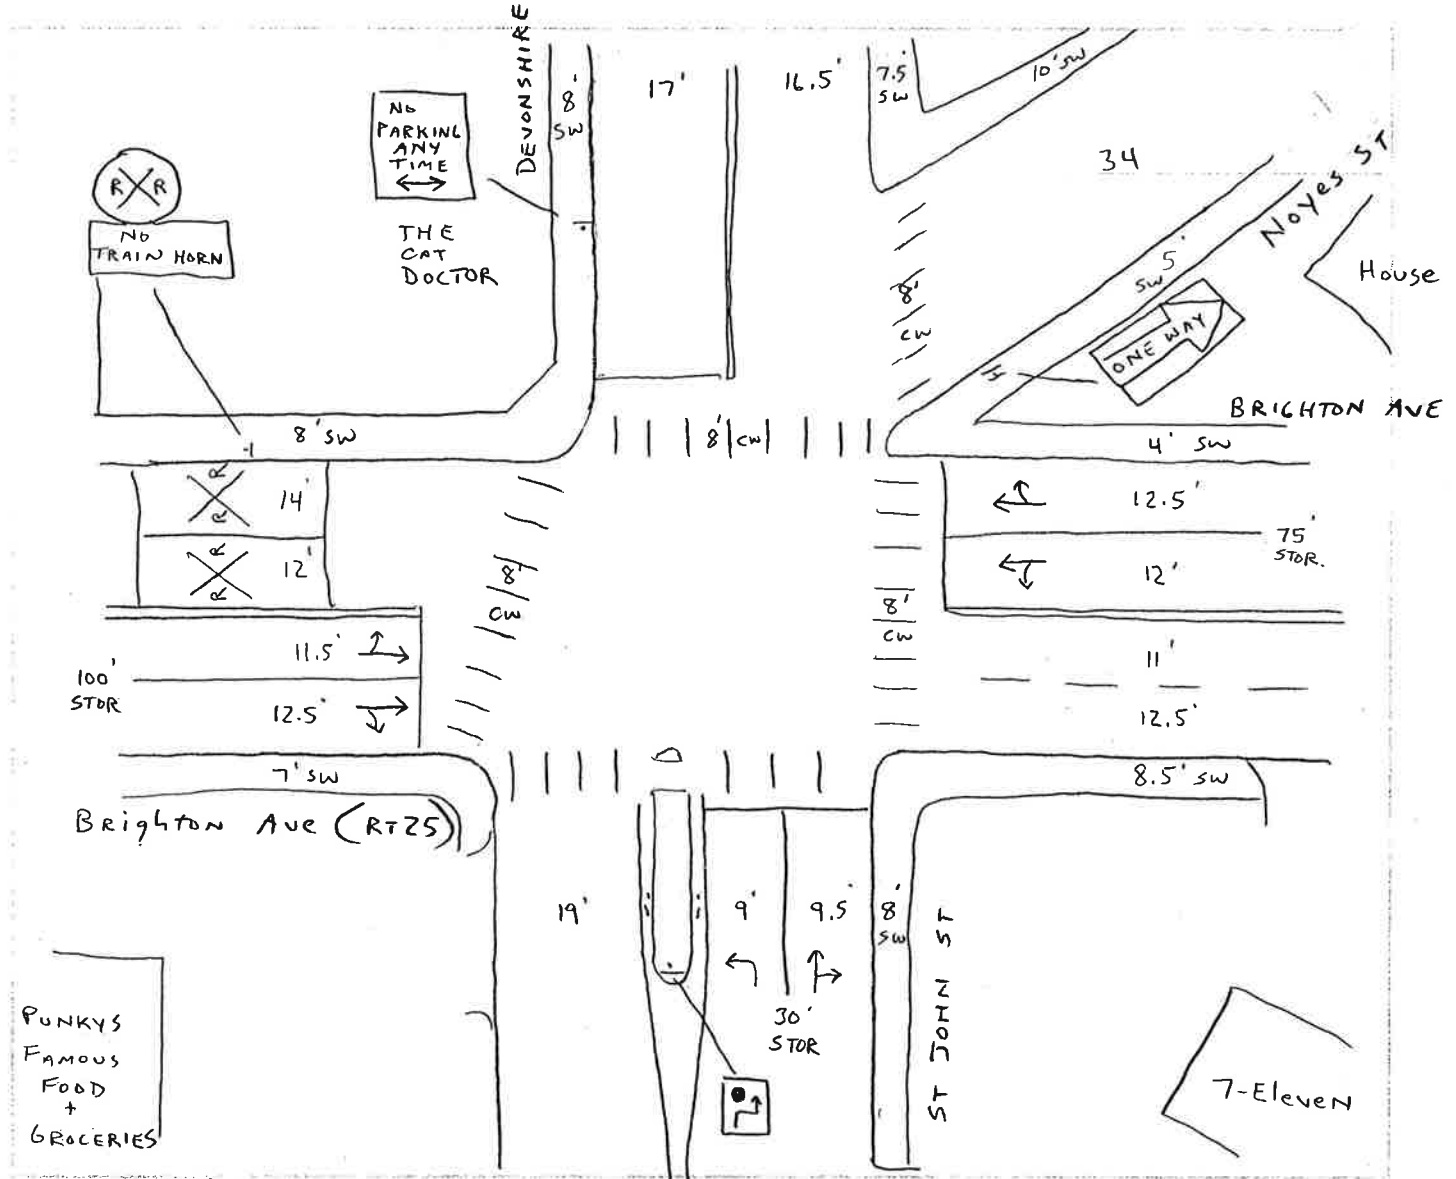 DEVONSHIRE
8'
SW
17'
16.5'
7.5'
SW
10' SW
NO
PARKING
ANY
TIME
34
NOYES ST
R R
NO
TRAIN HORN
THE
CAT
DOCTOR
5'
SW
House
ONE WAY
8'
CW
BRIGHTON AVE
8' SW
8' CW
4' SW
R
R
14'
12.5'
75'
STOR.
R
R
12'
12'
8'
CW
8'
CW
11.5'
11'
100'
STOR
12.5'
12.5'
7' SW
8.5' SW
Brighton Ave (RT25)
19'
9'
9.5'
8'
SW
ST JOHN ST
30'
STOR
PUNKYS
FAMOUS
FOOD
+
GROCERIES
7-Eleven